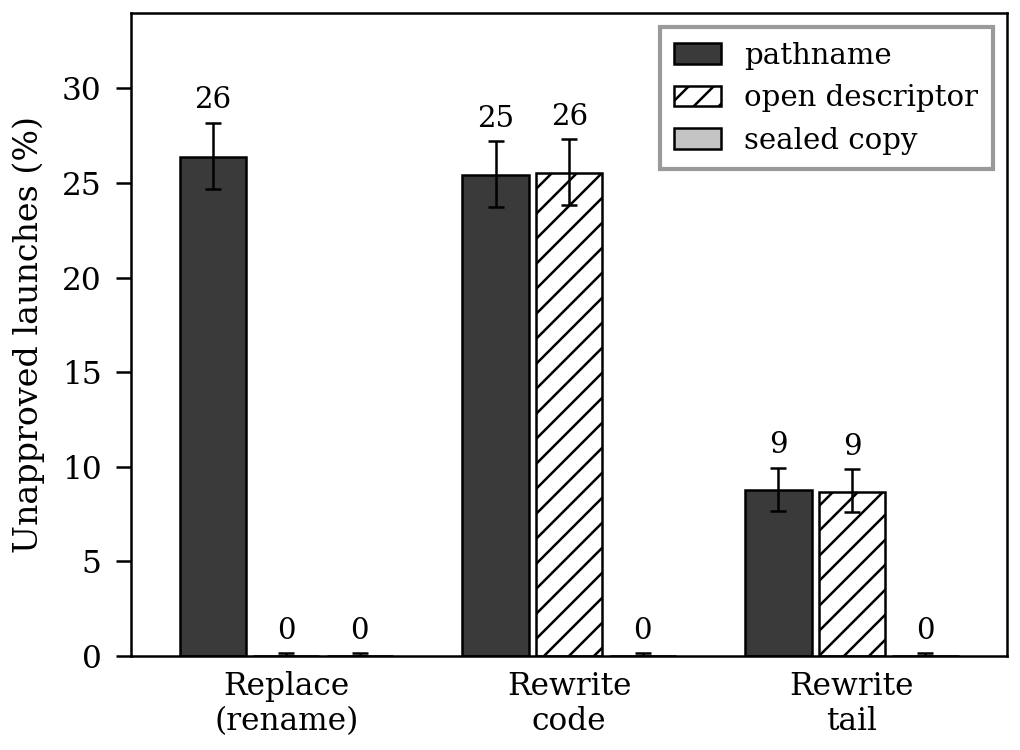 Unapproved launches (%)
30
25
20
15
10
5
0
26
0
0
25
26
0
9
9
0
pathname
open descriptor
sealed copy
Replace
(rename)
Rewrite
code
Rewrite
tail